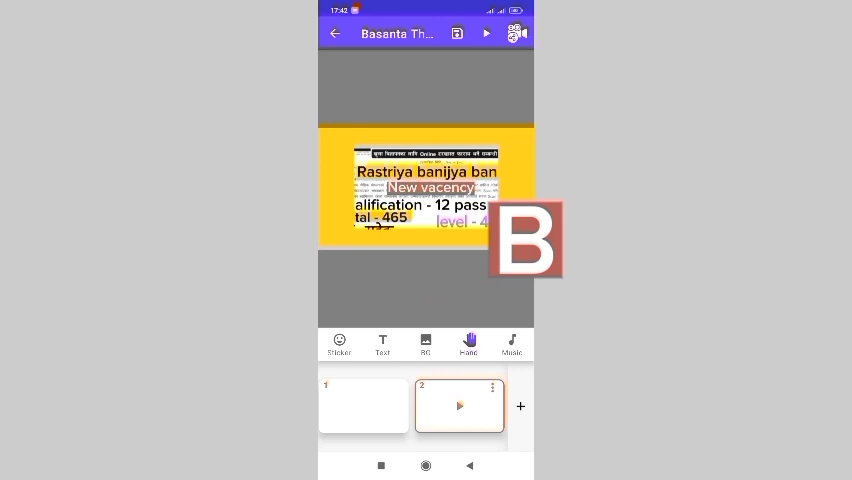 17:42
Basanta Th...
Online
Rastriya banijya ban
New vacency
alification - 12 pass
tal - 465
level - 4
B
Sticker
Text
BG
Hand
Music
1
2